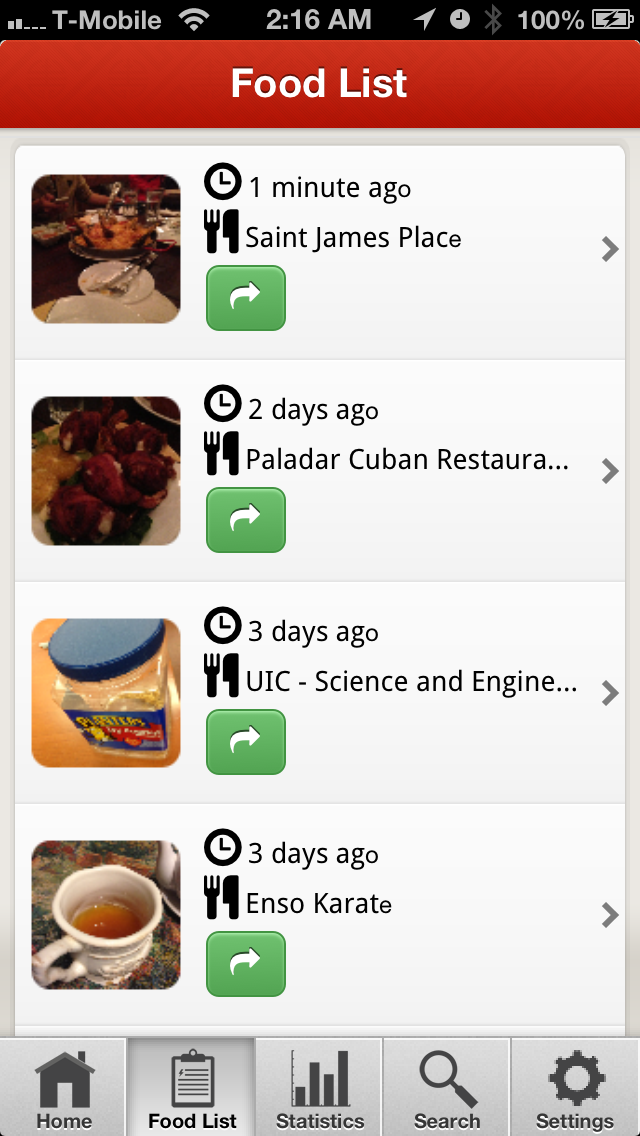 T-Mobile 2:16 AM 100%
Food List
1 minute ago
Saint James Place
2 days ago
Paladar Cuban Restaura...
3 days ago
UIC - Science and Engine...
PLANTERS
3 days ago
Enso Karate
Home Food List Statistics Search Settings